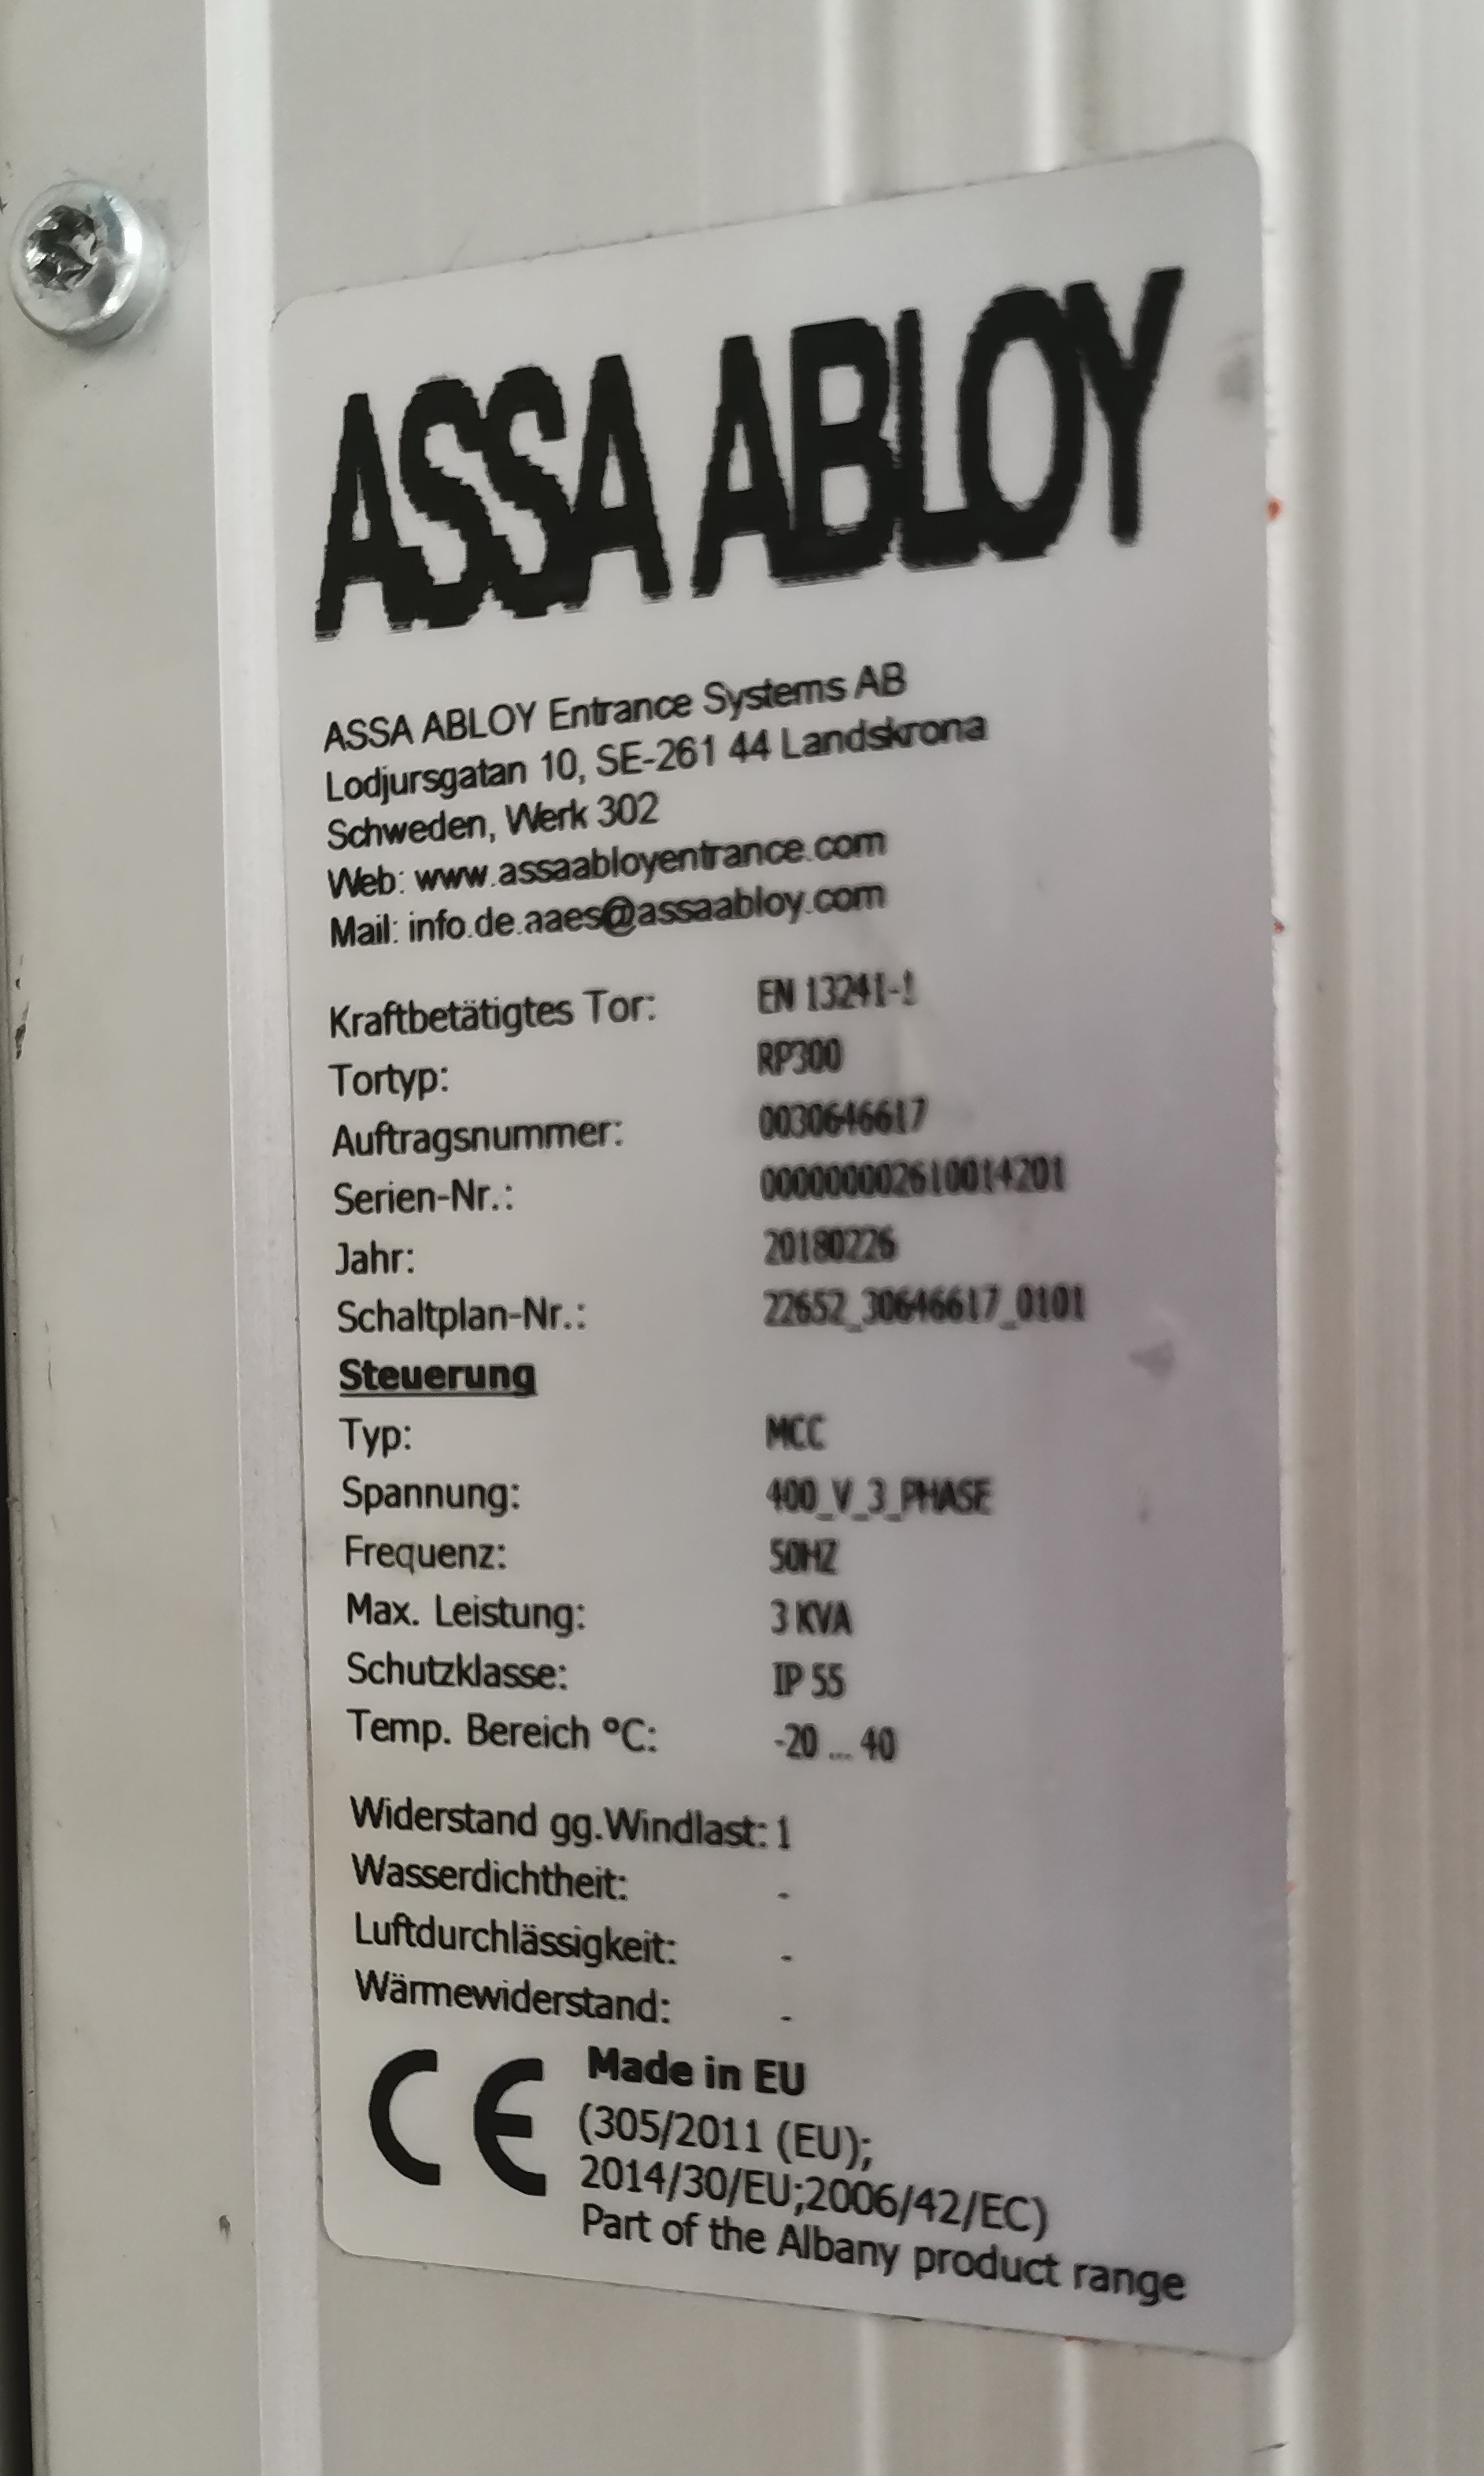 ASSA ABLOY
ASSA ABLOY Entrance Systems AB
Lodjursgatan 10, SE-261 44 Landskrona
Schweden, Werk 302
Web: www.assaabloyentrance.com
Mail: info.de.aaes@assaabloy.com
Kraftbetätigtes Tor: EN 13241-1
Tortyp: RP300
Auftragsnummer: 0030646617
Serien-Nr.: 000000002610014201
Jahr: 20180226
Schaltplan-Nr.: 22652_30646617_0101
Steuerung
Typ: MCC
Spannung: 400_V_3_PHASE
Frequenz: 50HZ
Max. Leistung: 3 KVA
Schutzklasse: IP 55
Temp. Bereich °C: -20 ... 40
Widerstand gg.Windlast: 1
Wasserdichtheit: -
Luftdurchlässigkeit: -
Wärmewiderstand: -
CE Made in EU
(305/2011 (EU);
2014/30/EU;2006/42/EC)
Part of the Albany product range